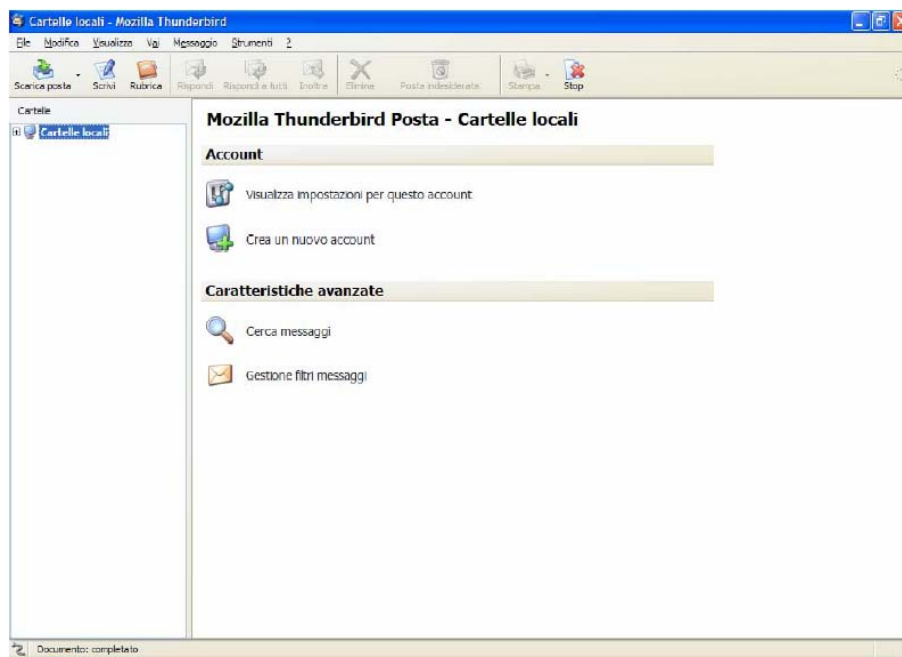 Cartelle locali - Mozilla Thunderbird
File Modifica Visualizza Vai Messaggio Strumenti ?
Scarica posta Scrivi Rubrica Rispondi Rispondi a tutti Inoltra Elimina Posta indesiderata Stampa Stop
Cartelle
Cartelle locali
Mozilla Thunderbird Posta - Cartelle locali
Account
Visualizza impostazioni per questo account
Crea un nuovo account
Caratteristiche avanzate
Cerca messaggi
Gestione filtri messaggi
Documento: completato